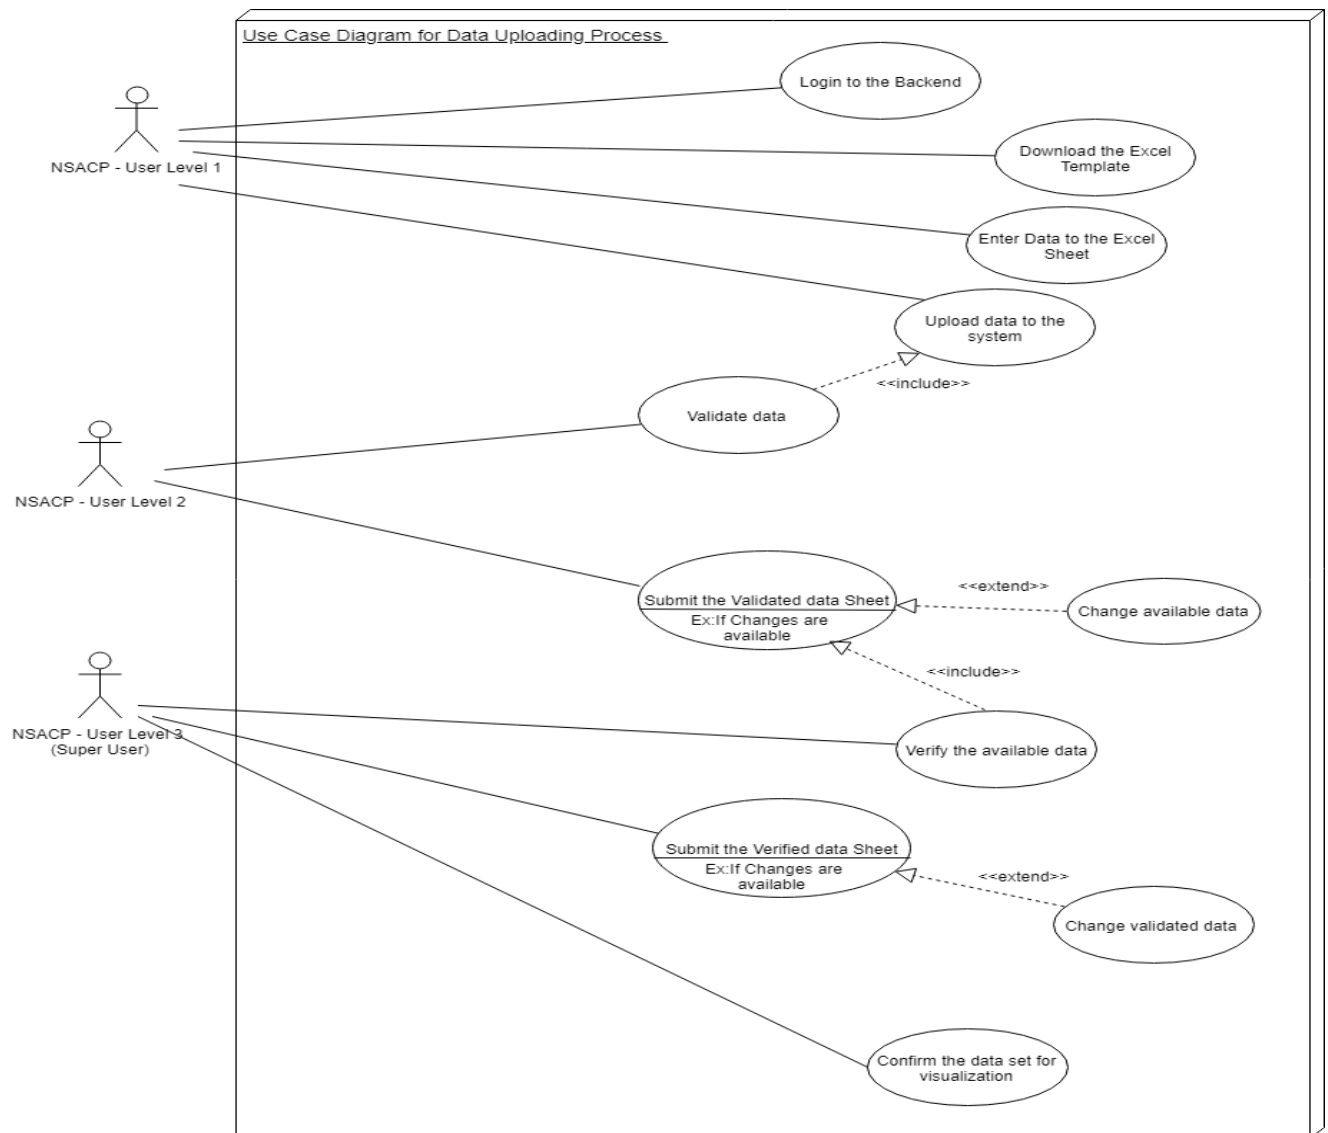 Use Case Diagram for Data Uploading Process
Login to the Backend
NSACP - User Level 1
Download the Excel
Template
Enter Data to the Excel
Sheet
Upload data to the
system
<<include>>
Validate data
NSACP - User Level 2
<<extend>>
Submit the Validated data Sheet
Ex:If Changes are
available
Change available data
<<include>>
NSACP - User Level 3
(Super User)
Verify the available data
Submit the Verified data Sheet
Ex:If Changes are
available
<<extend>>
Change validated data
Confirm the data set for
visualization